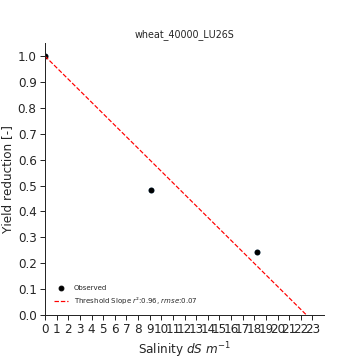 wheat_40000_LU26S
Yield reduction [-]
1.0
0.9
0.8
0.7
0.6
0.5
0.4
0.3
0.2
0.1
0.0
Observed
Threshold Slope r²:0.96, rmse:0.07
0 1 2 3 4 5 6 7 8 9 10 11 12 13 14 15 16 17 18 19 20 21 22 23
Salinity dS m⁻¹